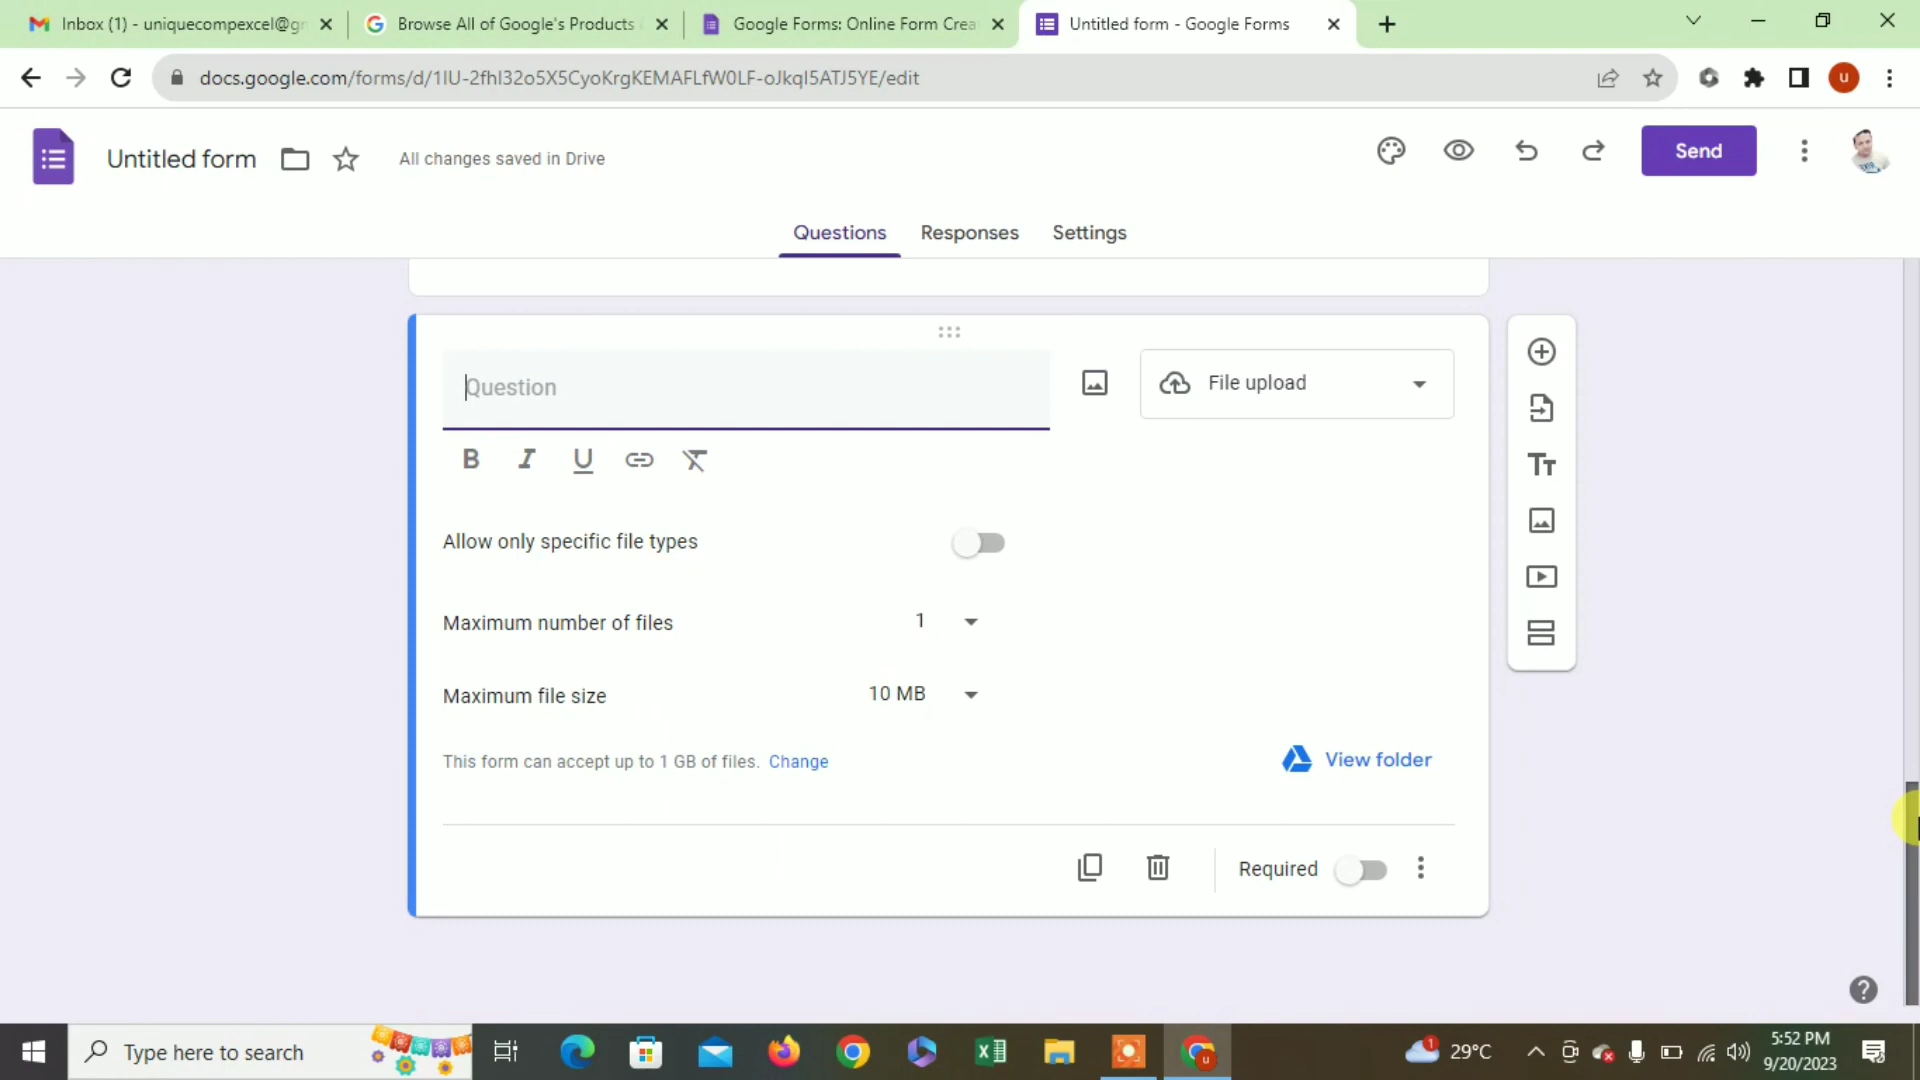 Inbox (1) - uniquecompexcel@gr
Browse All of Google's Products
Google Forms: Online Form Crea
Untitled form - Google Forms
docs.google.com/forms/d/1IU-2fhI32o5X5CyoKrgKEMAFLfW0LF-oJkqI5ATJ5YE/edit
u
Untitled form
All changes saved in Drive
Send
Questions
Responses
Settings
Question
File upload
B I U
Tт
Allow only specific file types
Maximum number of files
1
Maximum file size
10 MB
This form can accept up to 1 GB of files. Change
View folder
Required
Type here to search
1
29°C
5:52 PM
9/20/2023